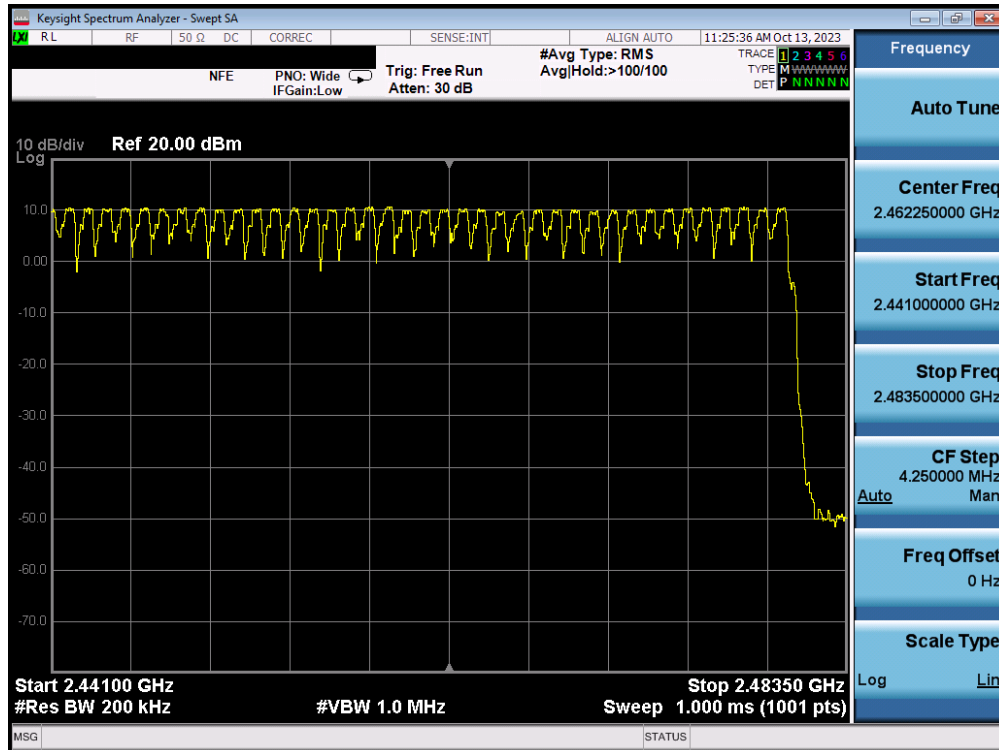 Keysight Spectrum Analyzer - Swept SA
LXI RL RF 50 Ω DC CORREC SENSE:INT ALIGN AUTO 11:25:36 AM Oct 13, 2023
NFE PNO: Wide Trig: Free Run #Avg Type: RMS TRACE 1 2 3 4 5 6
IFGain:Low Atten: 30 dB Avg|Hold:>100/100 TYPE M WWWWW
DET P N N N N N
10 dB/div Ref 20.00 dBm
Log
10.0
0.00
-10.0
-20.0
-30.0
-40.0
-50.0
-60.0
-70.0
Start 2.44100 GHz Stop 2.48350 GHz
#Res BW 200 kHz #VBW 1.0 MHz Sweep 1.000 ms (1001 pts)
MSG STATUS
Frequency
Auto Tune
Center Freq
2.462250000 GHz
Start Freq
2.441000000 GHz
Stop Freq
2.483500000 GHz
CF Step
4.250000 MHz
Auto Man
Freq Offset
0 Hz
Scale Type
Log Lin